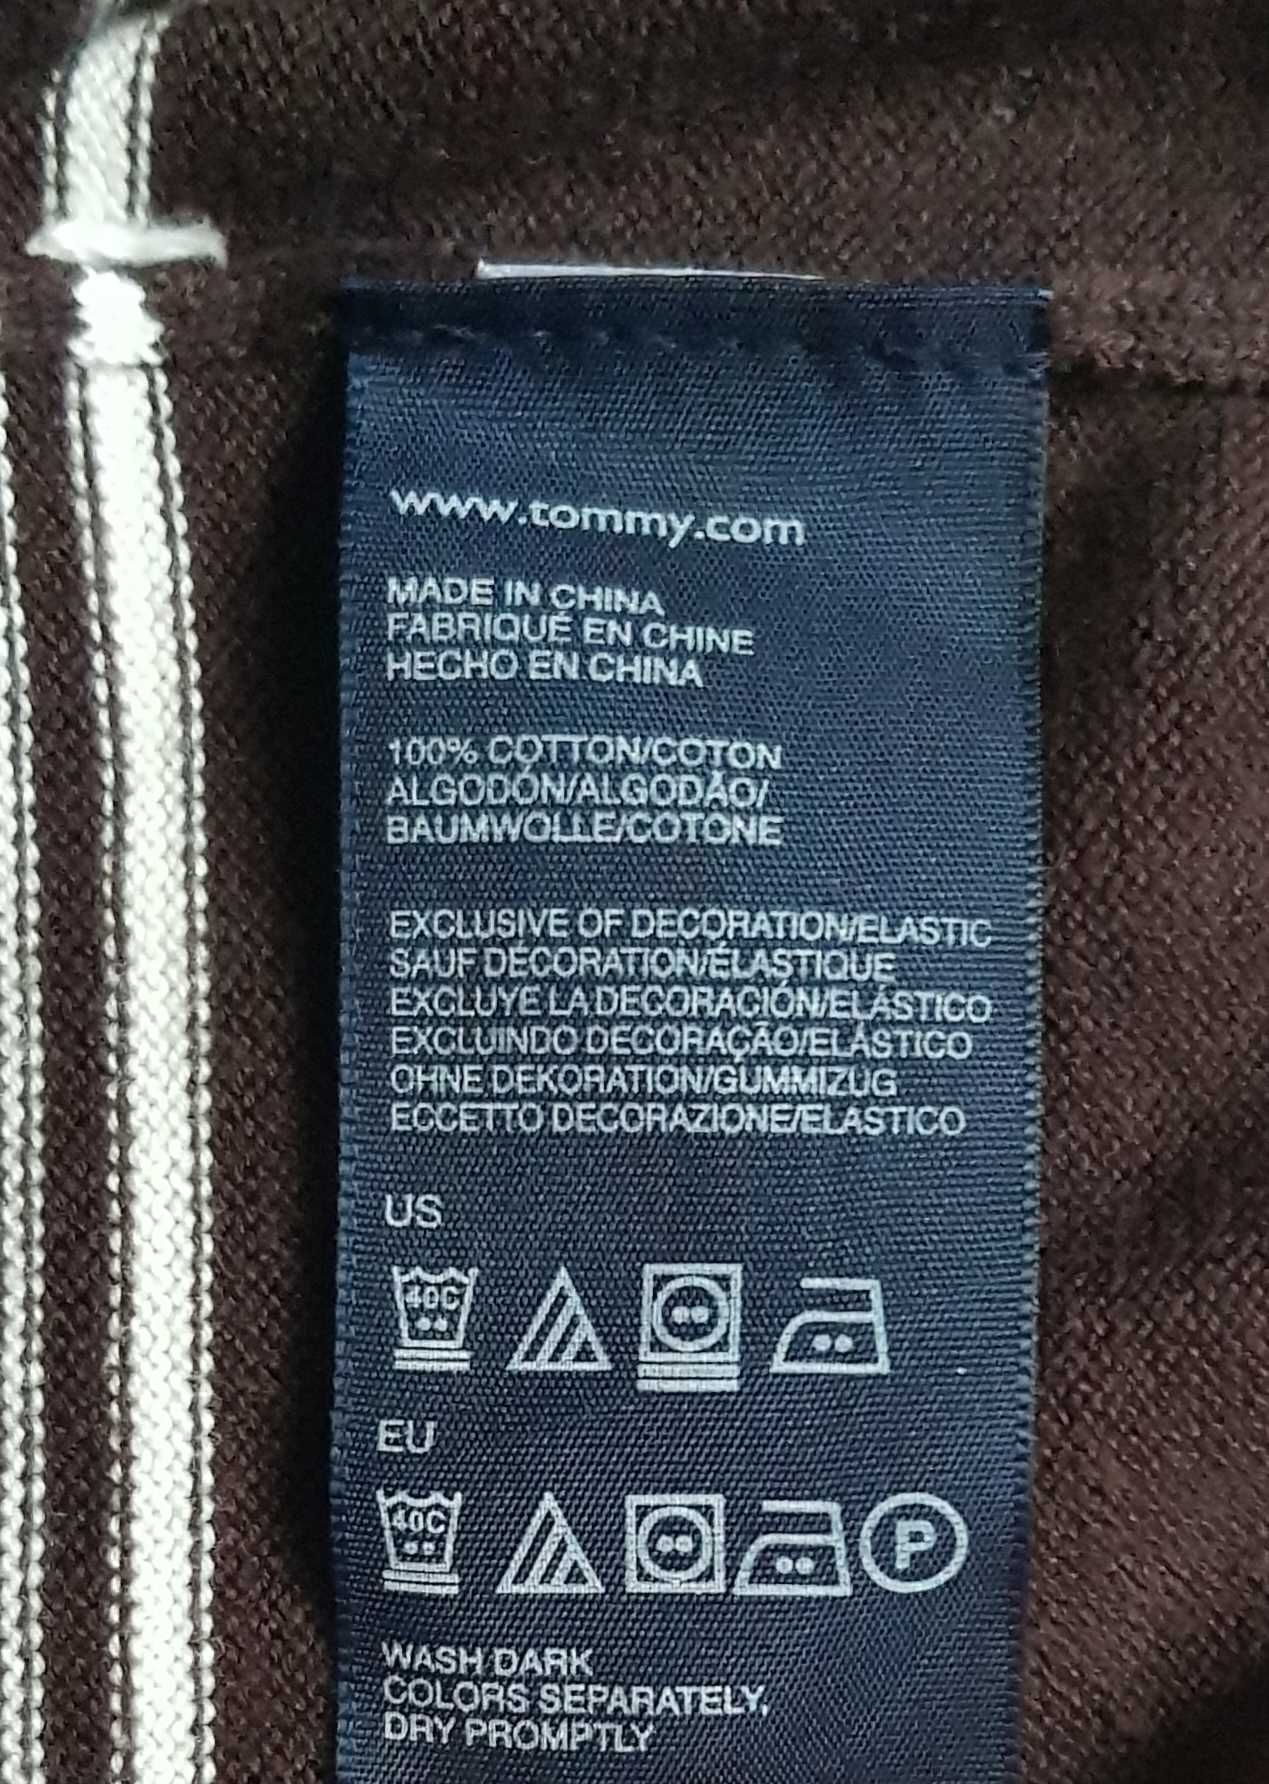 www.tommy.com
MADE IN CHINA
FABRIQUÉ EN CHINE
HECHO EN CHINA
100% COTTON/COTON
ALGODÓN/ALGODÃO/
BAUMWOLLE/COTONE
EXCLUSIVE OF DECORATION/ELASTIC
SAUF DÉCORATION/ÉLASTIQUE
EXCLUYE LA DECORACIÓN/ELÁSTICO
EXCLUINDO DECORAÇÃO/ELÁSTICO
OHNE DEKORATION/GUMMIZUG
ECCETTO DECORAZIONE/ELASTICO
US
40C
EU
40C
P
WASH DARK
COLORS SEPARATELY,
DRY PROMPTLY